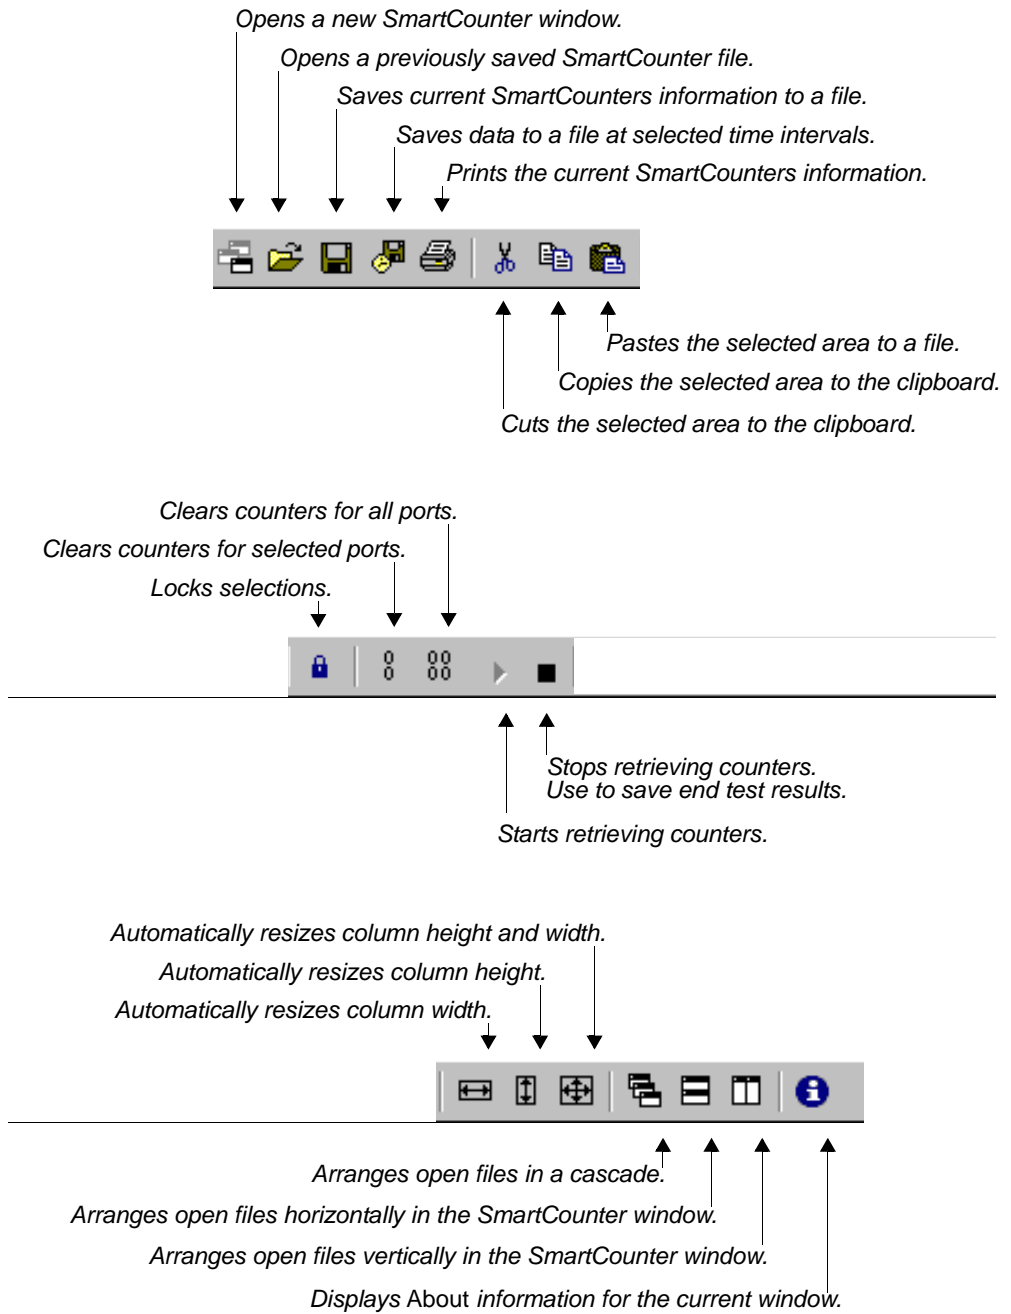 Opens a new SmartCounter window.
Opens a previously saved SmartCounter file.
Saves current SmartCounters information to a file.
Saves data to a file at selected time intervals.
Prints the current SmartCounters information.
Pastes the selected area to a file.
Copies the selected area to the clipboard.
Cuts the selected area to the clipboard.
Clears counters for all ports.
Clears counters for selected ports.
Locks selections.
Stops retrieving counters.
Use to save end test results.
Starts retrieving counters.
Automatically resizes column height and width.
Automatically resizes column height.
Automatically resizes column width.
Arranges open files in a cascade.
Arranges open files horizontally in the SmartCounter window.
Arranges open files vertically in the SmartCounter window.
Displays About information for the current window.